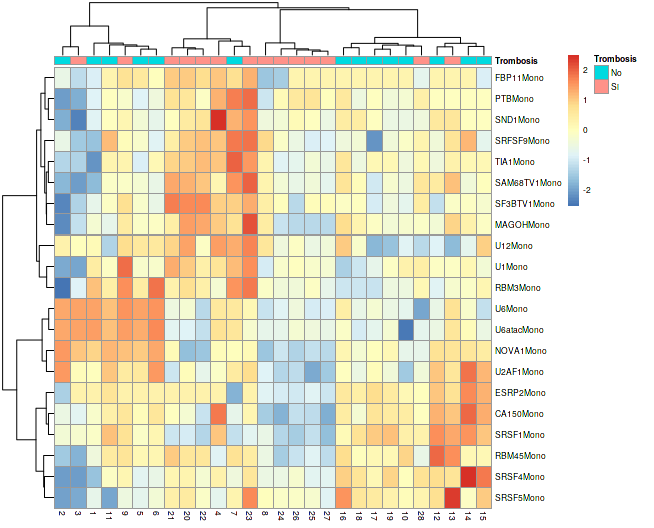 Trombosis
FBP11Mono
PTBMono
SND1Mono
SRFSF9Mono
TIA1Mono
SAM68TV1Mono
SF3BTV1Mono
MAGOHMono
U12Mono
U1Mono
RBM3Mono
U6Mono
U6atacMono
NOVA1Mono
U2AF1Mono
ESRP2Mono
CA150Mono
SRSF1Mono
RBM45Mono
SRSF4Mono
SRSF5Mono
2 3 1 11 9 5 6 21 20 22 4 7 23 8 24 26 25 27 16 18 17 19 10 28 12 13 14 15
2
1
0
-1
-2
Trombosis
No
SI